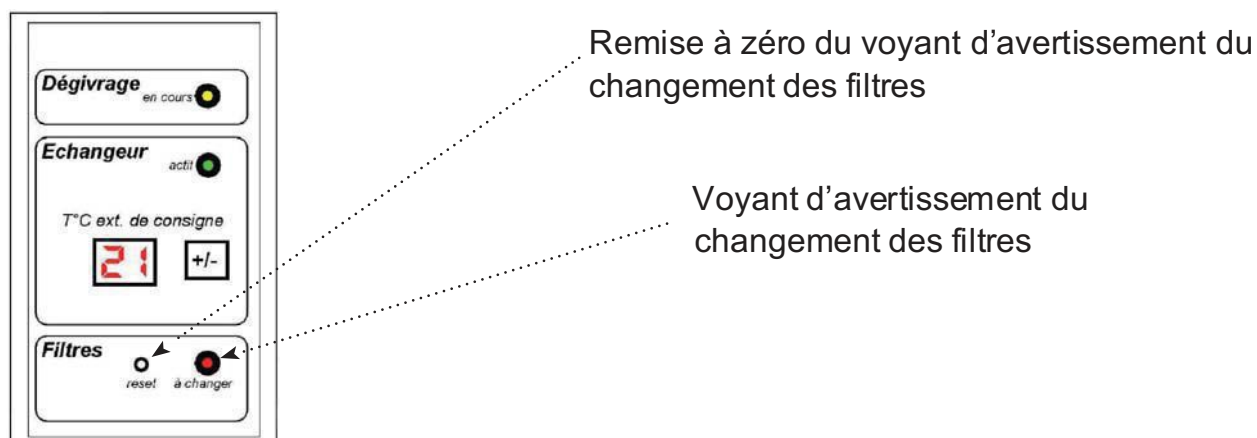 Remise à zéro du voyant d’avertissement du
changement des filtres
Voyant d’avertissement du
changement des filtres
Dégivrage
en cours
Echangeur
actif
T°C ext. de consigne
21
+/-
Filtres
reset
à changer